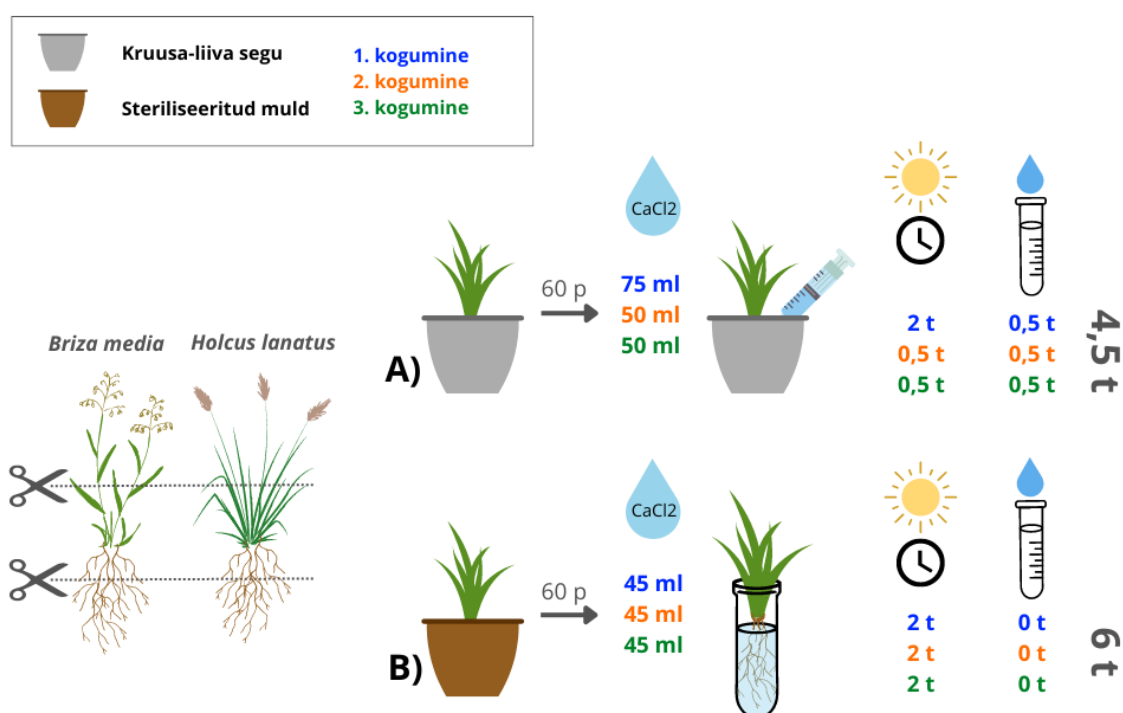 Kruusa-liiva segu
Steriliseeritud muld
1. kogumine
2. kogumine
3. kogumine
Briza media
Holcus lanatus
A)
60 p
CaCl2
75 ml
50 ml
50 ml
2 t
0,5 t
0,5 t
0,5 t
0,5 t
0,5 t
4,5 t
B)
60 p
CaCl2
45 ml
45 ml
45 ml
2 t
2 t
2 t
0 t
0 t
0 t
6 t